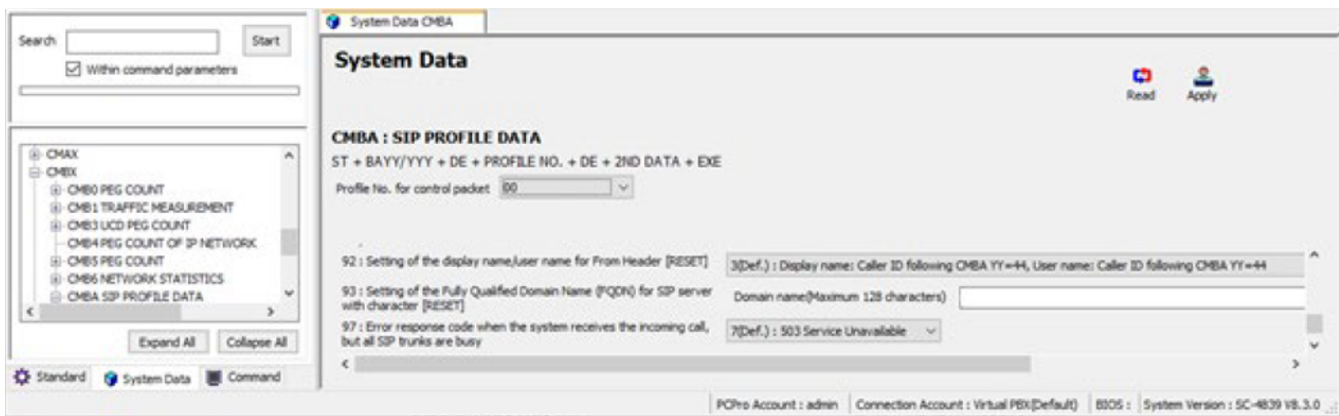 Search
Start
Within command parameters
CMAX
CMBX
CMB0 PEG COUNT
CMB1 TRAFFIC MEASUREMENT
CMB3 UCD PEG COUNT
CMB4 PEG COUNT OF IP NETWORK
CMB5 PEG COUNT
CMB6 NETWORK STATISTICS
CMBA SIP PROFILE DATA
Expand All
Collapse All
Standard
System Data
Command
System Data CMBA
System Data
Read
Apply
CMBA : SIP PROFILE DATA
ST + BAYY/YYY + DE + PROFILE NO. + DE + 2ND DATA + EXE
Profile No. for control packet
00
92 : Setting of the display name/user name for From Header [RESET]
3(Def.) : Display name: Caller ID following CMBA YY=44, User name: Caller ID following CMBA YY=44
93 : Setting of the Fully Qualified Domain Name (FQDN) for SIP server
with character [RESET]
Domain name(Maximum 128 characters)
97 : Error response code when the system receives the incoming call,
but all SIP trunks are busy
7(Def.) : 503 Service Unavailable
PCPro Account : admin
Connection Account : Virtual PBX(Default)
BIOS :
System Version : SC-4839 V8.3.0